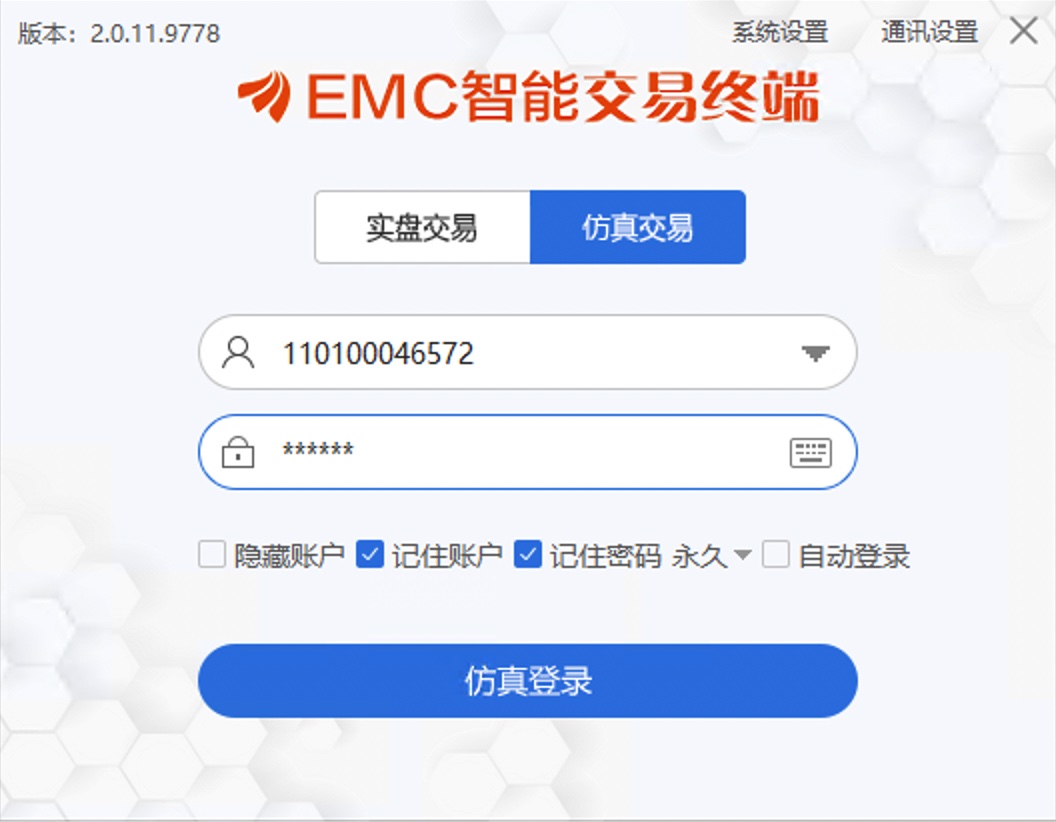 版本：2.0.11.9778 系统设置 通讯设置
EMC智能交易终端
实盘交易 仿真交易
110100046572
******
隐藏账户 记住账户 记住密码 永久 自动登录
仿真登录